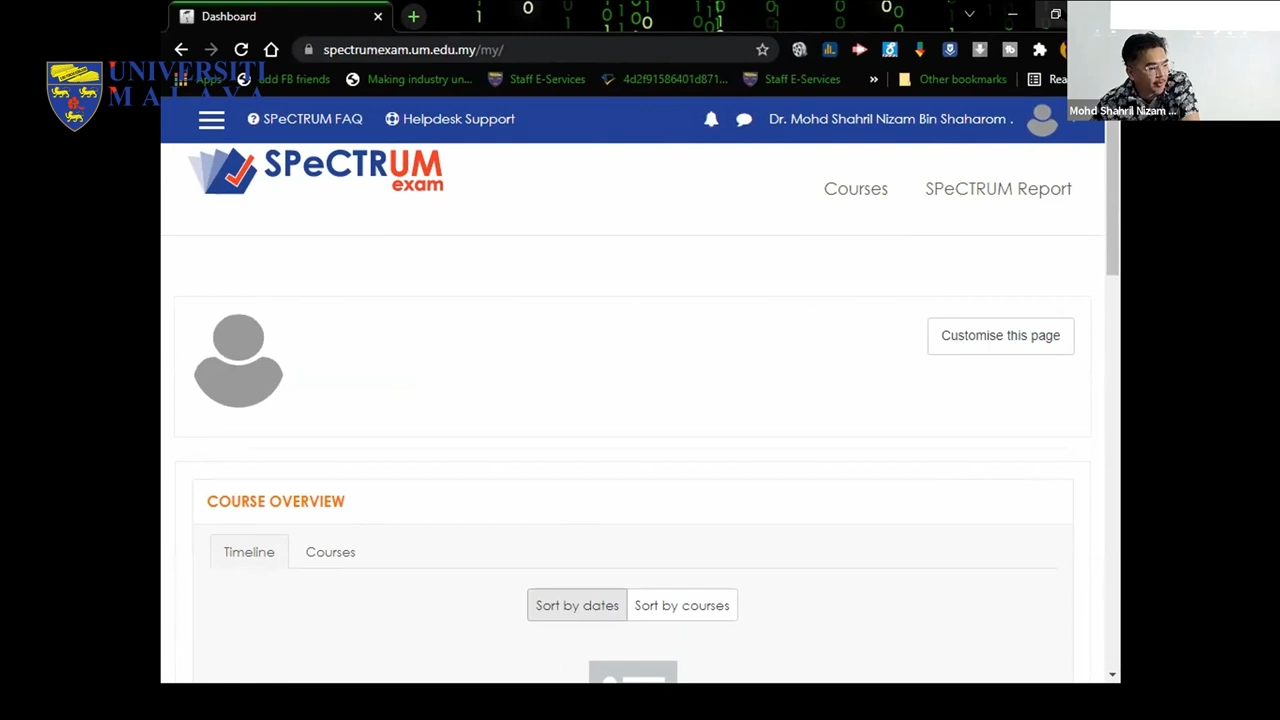 Dashboard
spectrumexam.um.edu.my/my/
UNIVERSITI
MALAYA
Apps
add FB friends
Making industry un...
Staff E-Services
4d2f91586401d871...
Staff E-Services
»
Other bookmarks
Rea
SPeCTRUM FAQ
Helpdesk Support
Dr. Mohd Shahril Nizam Bin Shaharom .
Mohd Shahril Nizam ...
SPeCTRUM
exam
Courses
SPeCTRUM Report
Customise this page
COURSE OVERVIEW
Timeline
Courses
Sort by dates
Sort by courses